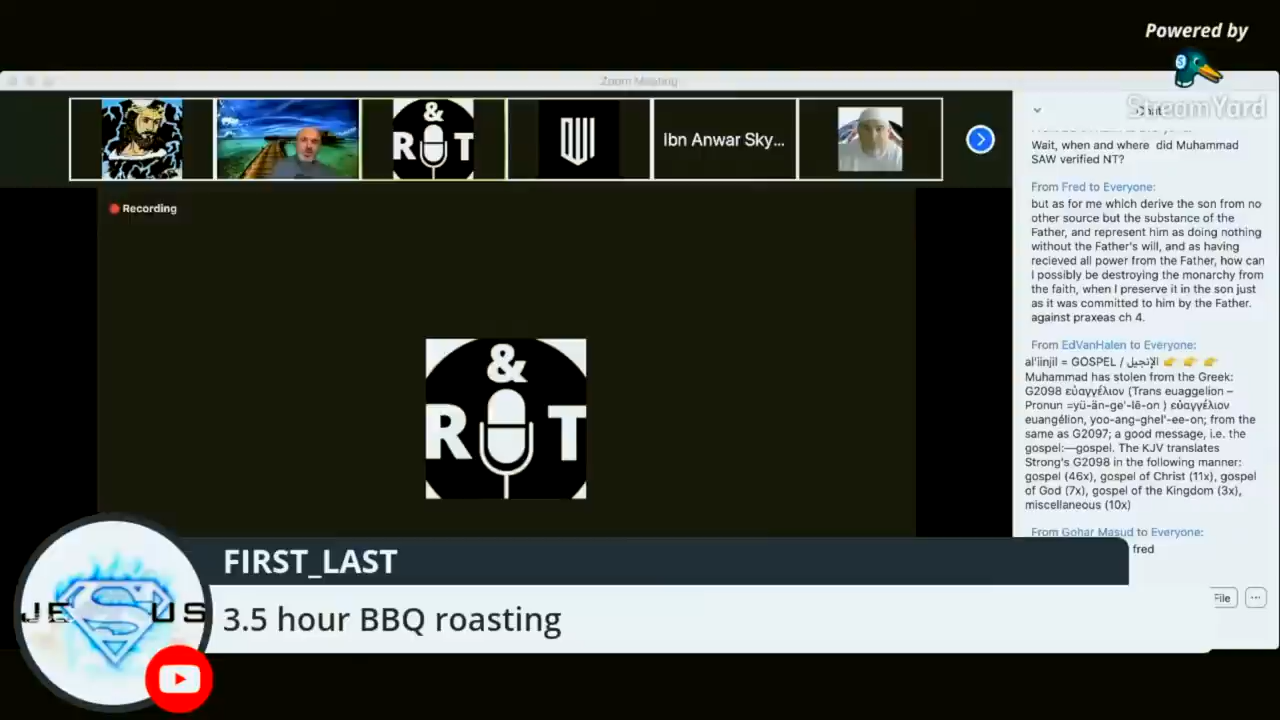 Powered by
StreamYard
Zoom Meeting
&
R T
Ibn Anwar Sky...
Recording
&
R T
Wait, when and where did Muhammad
SAW verified NT?
From Fred to Everyone:
but as for me which derive the son from no
other source but the substance of the
Father, and represent him as doing nothing
without the Father's will, and as having
recieved all power from the Father, how can
I possibly be destroying the monarchy from
the faith, when I preserve it in the son just
as it was committed to him by the Father.
against praxeas ch 4.
From EdVanHalen to Everyone:
al'iinjil = GOSPEL / الإنجيل 👉 👉 👉
Muhammad has stolen from the Greek:
G2098 εὐαγγέλιον (Trans euaggelion –
Pronun =yü-än-ge'-lē-on ) εὐαγγέλιον
euangélion, yoo-ang-ghel'-ee-on; from the
same as G2097; a good message, i.e. the
gospel:—gospel. The KJV translates
Strong's G2098 in the following manner:
gospel (46x), gospel of Christ (11x), gospel
of God (7x), gospel of the Kingdom (3x),
miscellaneous (10x)
From Gohar Masud to Everyone:
fred
File
JESUS
FIRST_LAST
3.5 hour BBQ roasting